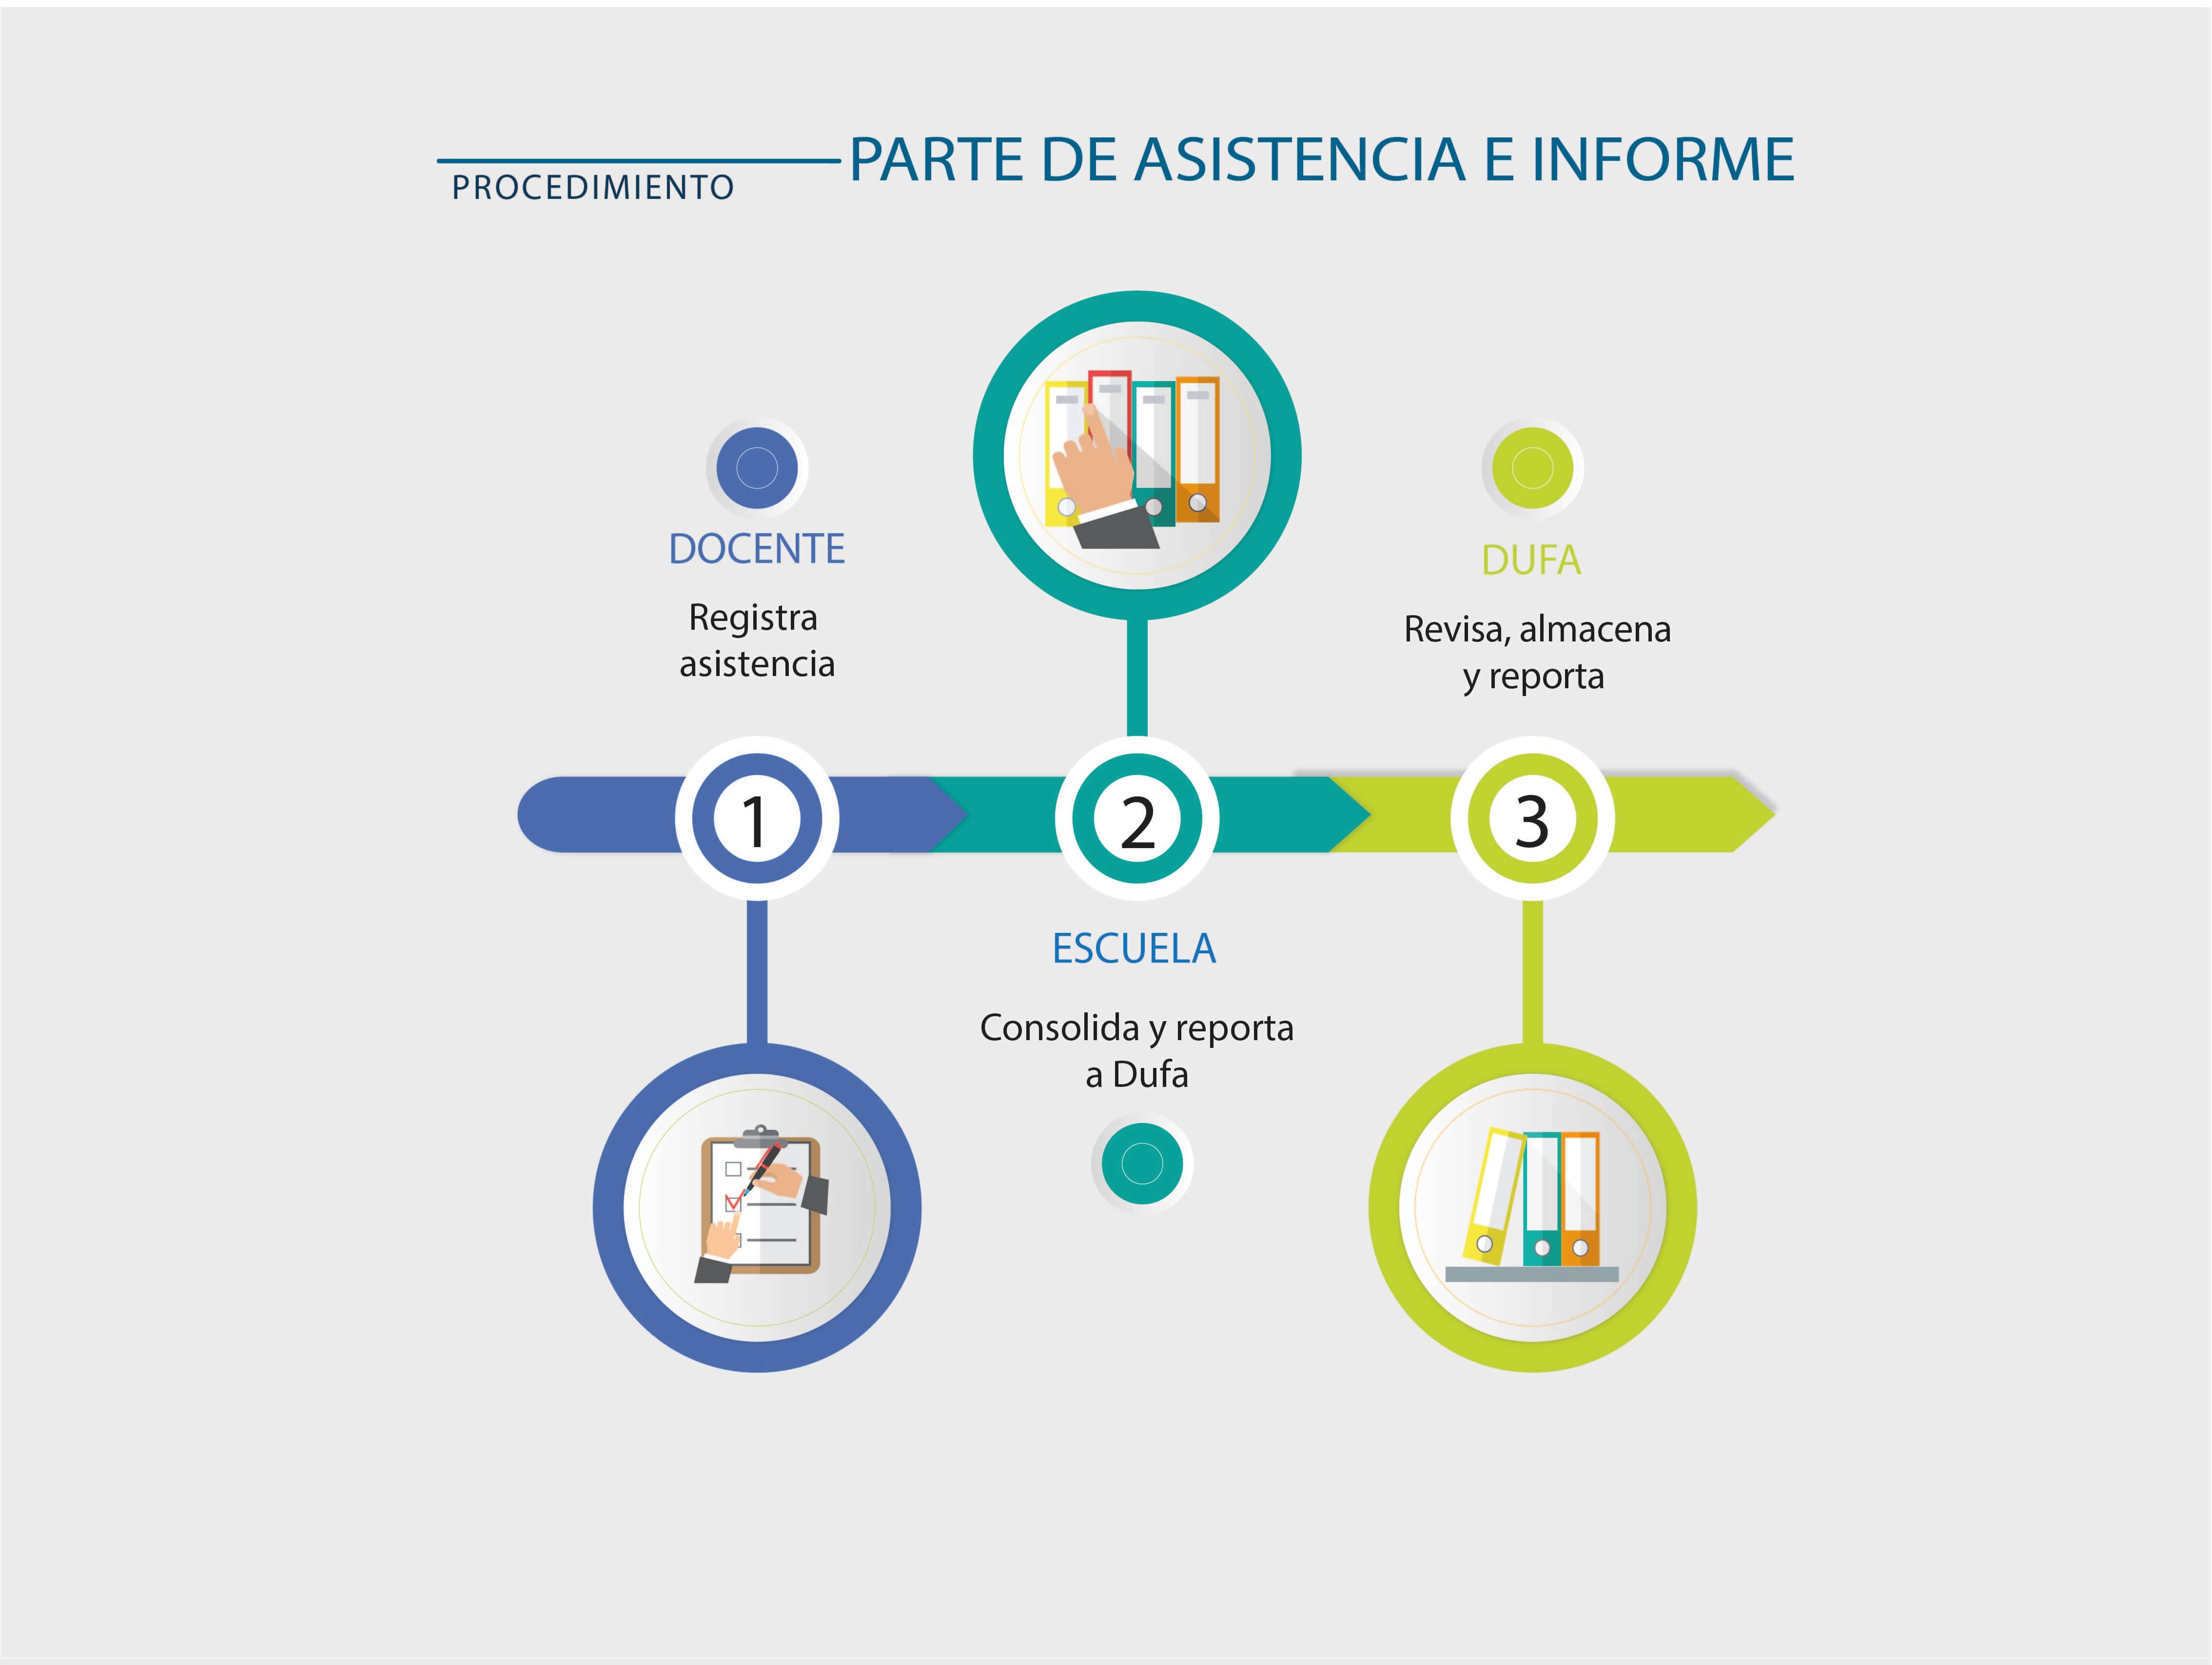 PARTE DE ASISTENCIA E INFORME
PROCEDIMIENTO
DOCENTE
Registra
asistencia
DUFA
Revisa, almacena
y reporta
1
2
3
ESCUELA
Consolida y reporta
a Dufa